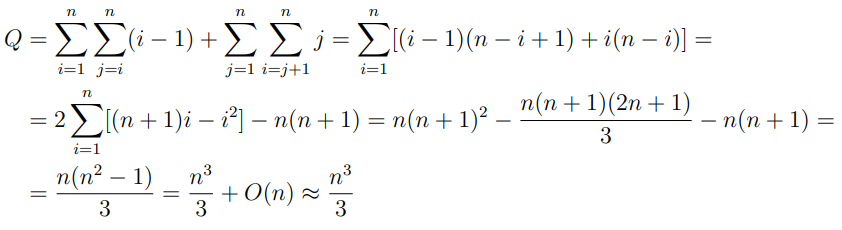 $Q = \sum_{i=1}^{n} \sum_{j=i}^{n} (i-1) + \sum_{j=1}^{n} \sum_{i=j+1}^{n} j = \sum_{i=1}^{n} [(i-1)(n-i+1) + i(n-i)] =$
$= 2 \sum_{i=1}^{n} [(n+1)i - i^2] - n(n+1) = n(n+1)^2 - \frac{n(n+1)(2n+1)}{3} - n(n+1) =$
$= \frac{n(n^2-1)}{3} = \frac{n^3}{3} + O(n) \approx \frac{n^3}{3}$